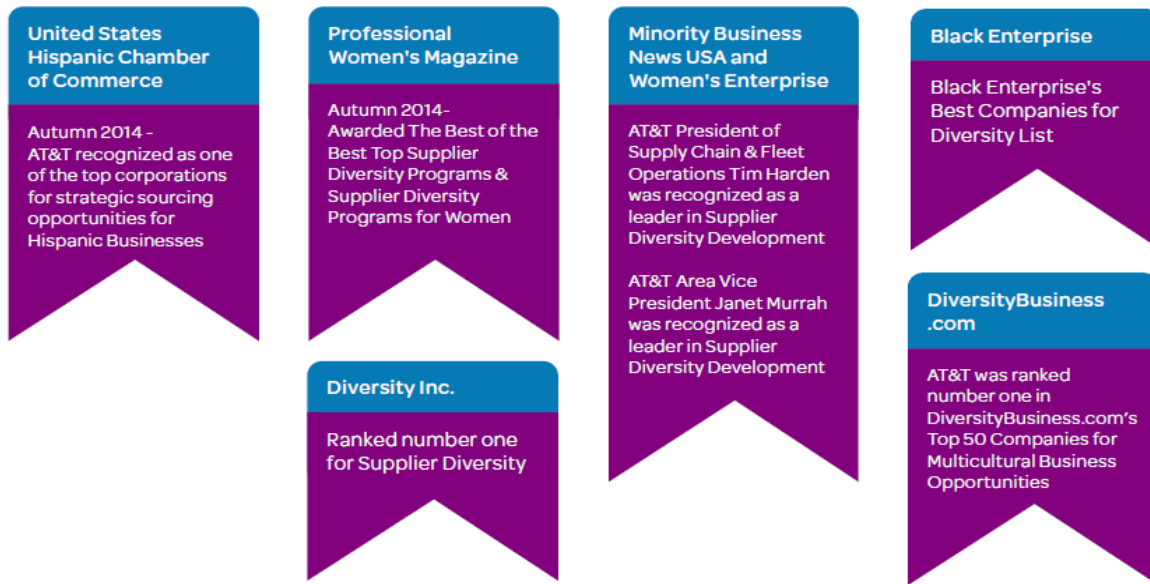 United States
Hispanic Chamber
of Commerce
Autumn 2014 -
AT&T recognized as one
of the top corporations
for strategic sourcing
opportunities for
Hispanic Businesses
Professional
Women's Magazine
Autumn 2014-
Awarded The Best of the
Best Top Supplier
Diversity Programs &
Supplier Diversity
Programs for Women
Diversity Inc.
Ranked number one
for Supplier Diversity
Minority Business
News USA and
Women's Enterprise
AT&T President of
Supply Chain & Fleet
Operations Tim Harden
was recognized as a
leader in Supplier
Diversity Development
AT&T Area Vice
President Janet Murrah
was recognized as a
leader in Supplier
Diversity Development
Black Enterprise
Black Enterprise's
Best Companies for
Diversity List
DiversityBusiness
.com
AT&T was ranked
number one in
DiversityBusiness.com's
Top 50 Companies for
Multicultural Business
Opportunities